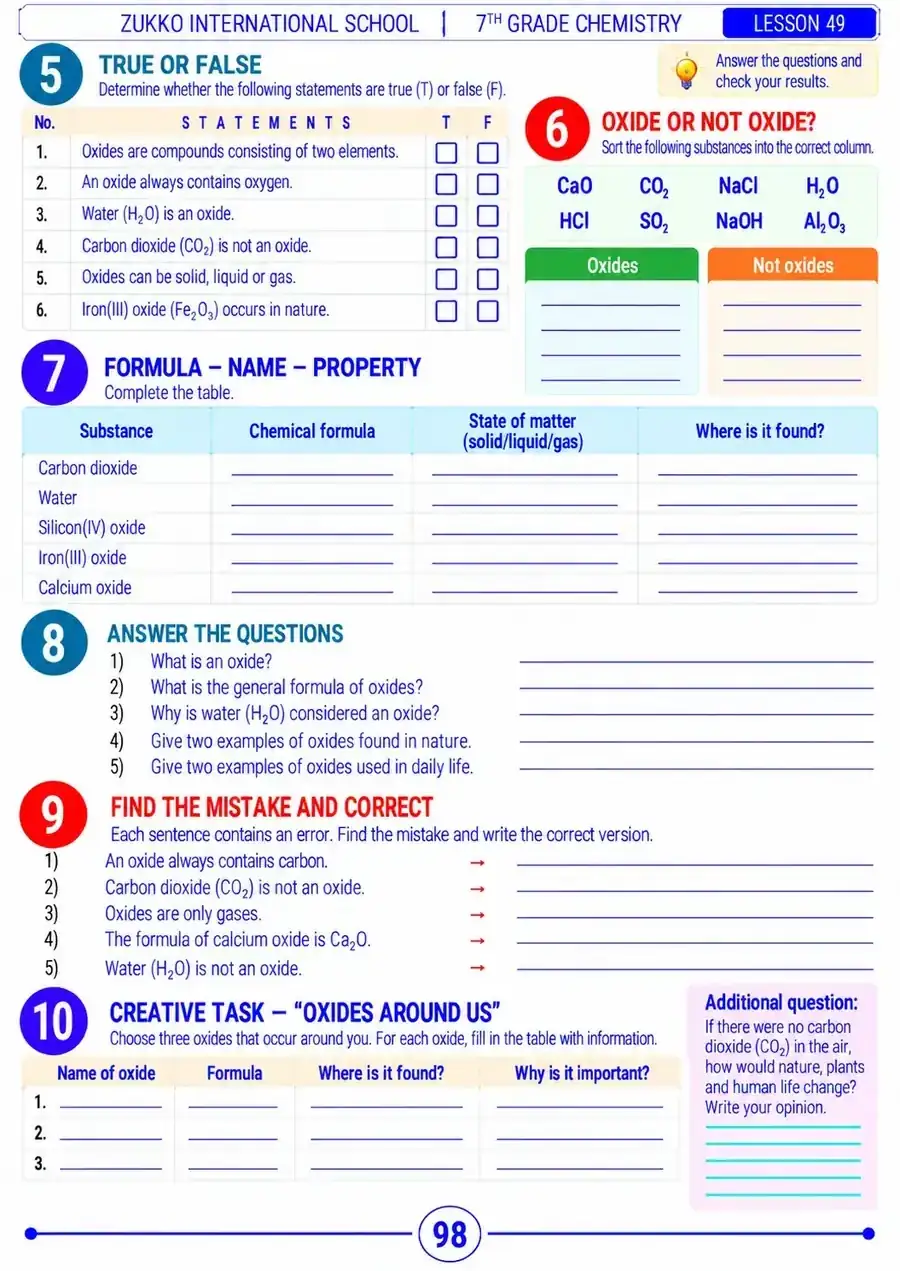 ZUKKO INTERNATIONAL SCHOOL | 7TH GRADE CHEMISTRY LESSON 49
5 TRUE OR FALSE
Determine whether the following statements are true (T) or false (F).
Answer the questions and
check your results.
No. STATEMENTS T F
1. Oxides are compounds consisting of two elements.
2. An oxide always contains oxygen.
3. Water (H₂O) is an oxide.
4. Carbon dioxide (CO₂) is not an oxide.
5. Oxides can be solid, liquid or gas.
6. Iron(III) oxide (Fe₂O₃) occurs in nature.
6 OXIDE OR NOT OXIDE?
Sort the following substances into the correct column.
CaO CO₂ NaCl H₂O
HCl SO₂ NaOH Al₂O₃
Oxides Not oxides
7 FORMULA – NAME – PROPERTY
Complete the table.
Substance Chemical formula State of matter (solid/liquid/gas) Where is it found?
Carbon dioxide
Water
Silicon(IV) oxide
Iron(III) oxide
Calcium oxide
8 ANSWER THE QUESTIONS
1) What is an oxide?
2) What is the general formula of oxides?
3) Why is water (H₂O) considered an oxide?
4) Give two examples of oxides found in nature.
5) Give two examples of oxides used in daily life.
9 FIND THE MISTAKE AND CORRECT
Each sentence contains an error. Find the mistake and write the correct version.
1) An oxide always contains carbon. →
2) Carbon dioxide (CO₂) is not an oxide. →
3) Oxides are only gases. →
4) The formula of calcium oxide is Ca₂O. →
5) Water (H₂O) is not an oxide. →
10 CREATIVE TASK – “OXIDES AROUND US”
Choose three oxides that occur around you. For each oxide, fill in the table with information.
Name of oxide Formula Where is it found? Why is it important?
1.
2.
3.
Additional question:
If there were no carbon
dioxide (CO₂) in the air,
how would nature, plants
and human life change?
Write your opinion.
98